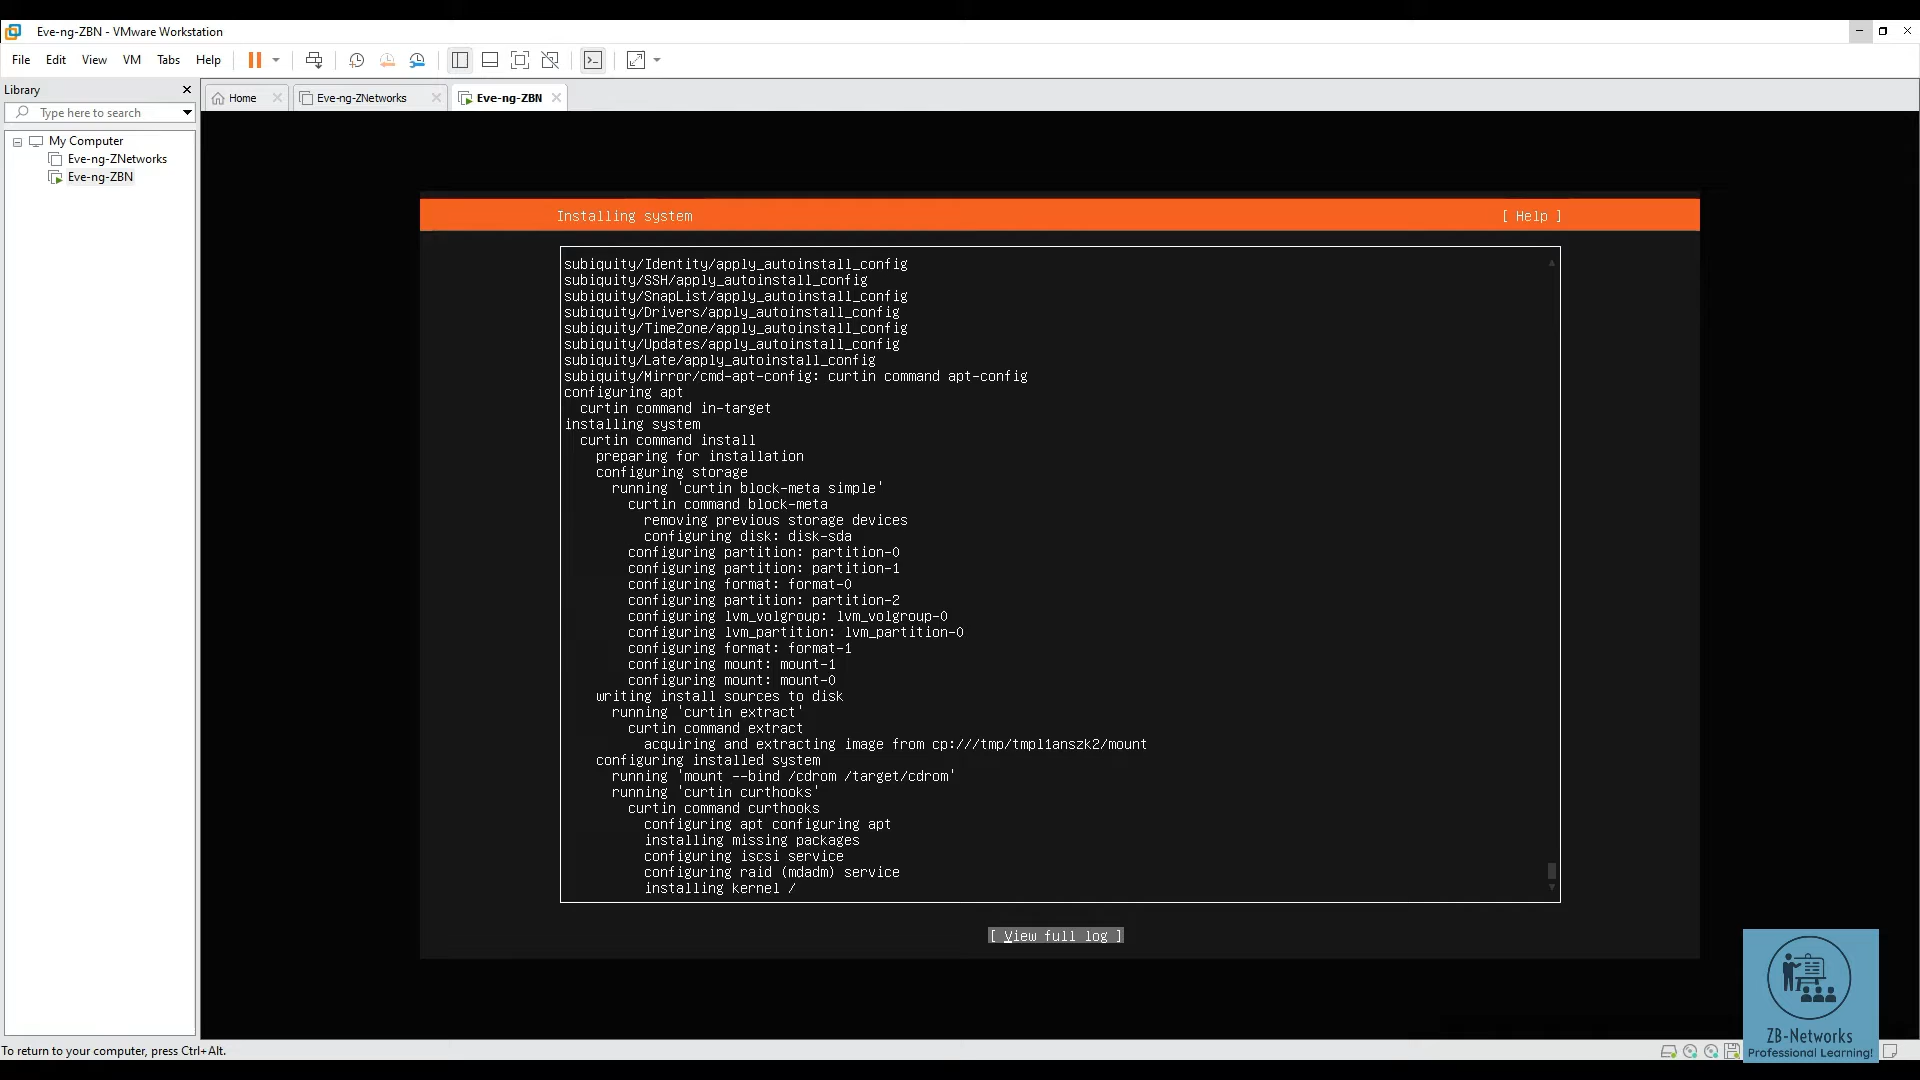 Eve-ng-ZBN - VMware Workstation
File Edit View VM Tabs Help
Library
Type here to search
My Computer
Eve-ng-ZNetworks
Eve-ng-ZBN
Home
Eve-ng-ZNetworks
Eve-ng-ZBN
Installing system [ Help ]
subiquity/Identity/apply_autoinstall_config
subiquity/SSH/apply_autoinstall_config
subiquity/SnapList/apply_autoinstall_config
subiquity/Drivers/apply_autoinstall_config
subiquity/TimeZone/apply_autoinstall_config
subiquity/Updates/apply_autoinstall_config
subiquity/Late/apply_autoinstall_config
subiquity/Mirror/cmd-apt-config: curtin command apt-config
configuring apt
curtin command in-target
installing system
curtin command install
preparing for installation
configuring storage
running 'curtin block-meta simple'
curtin command block-meta
removing previous storage devices
configuring disk: disk-sda
configuring partition: partition-0
configuring partition: partition-1
configuring format: format-0
configuring partition: partition-2
configuring lvm_volgroup: lvm_volgroup-0
configuring lvm_partition: lvm_partition-0
configuring format: format-1
configuring mount: mount-1
configuring mount: mount-0
writing install sources to disk
running 'curtin extract'
curtin command extract
acquiring and extracting image from cp:///tmp/tmpl1anszk2/mount
configuring installed system
running 'mount --bind /cdrom /target/cdrom'
running 'curtin curthooks'
curtin command curthooks
configuring apt configuring apt
installing missing packages
configuring iscsi service
configuring raid (mdadm) service
installing kernel /
[ View full log ]
ZB-Networks
Professional Learning!
To return to your computer, press Ctrl+Alt.